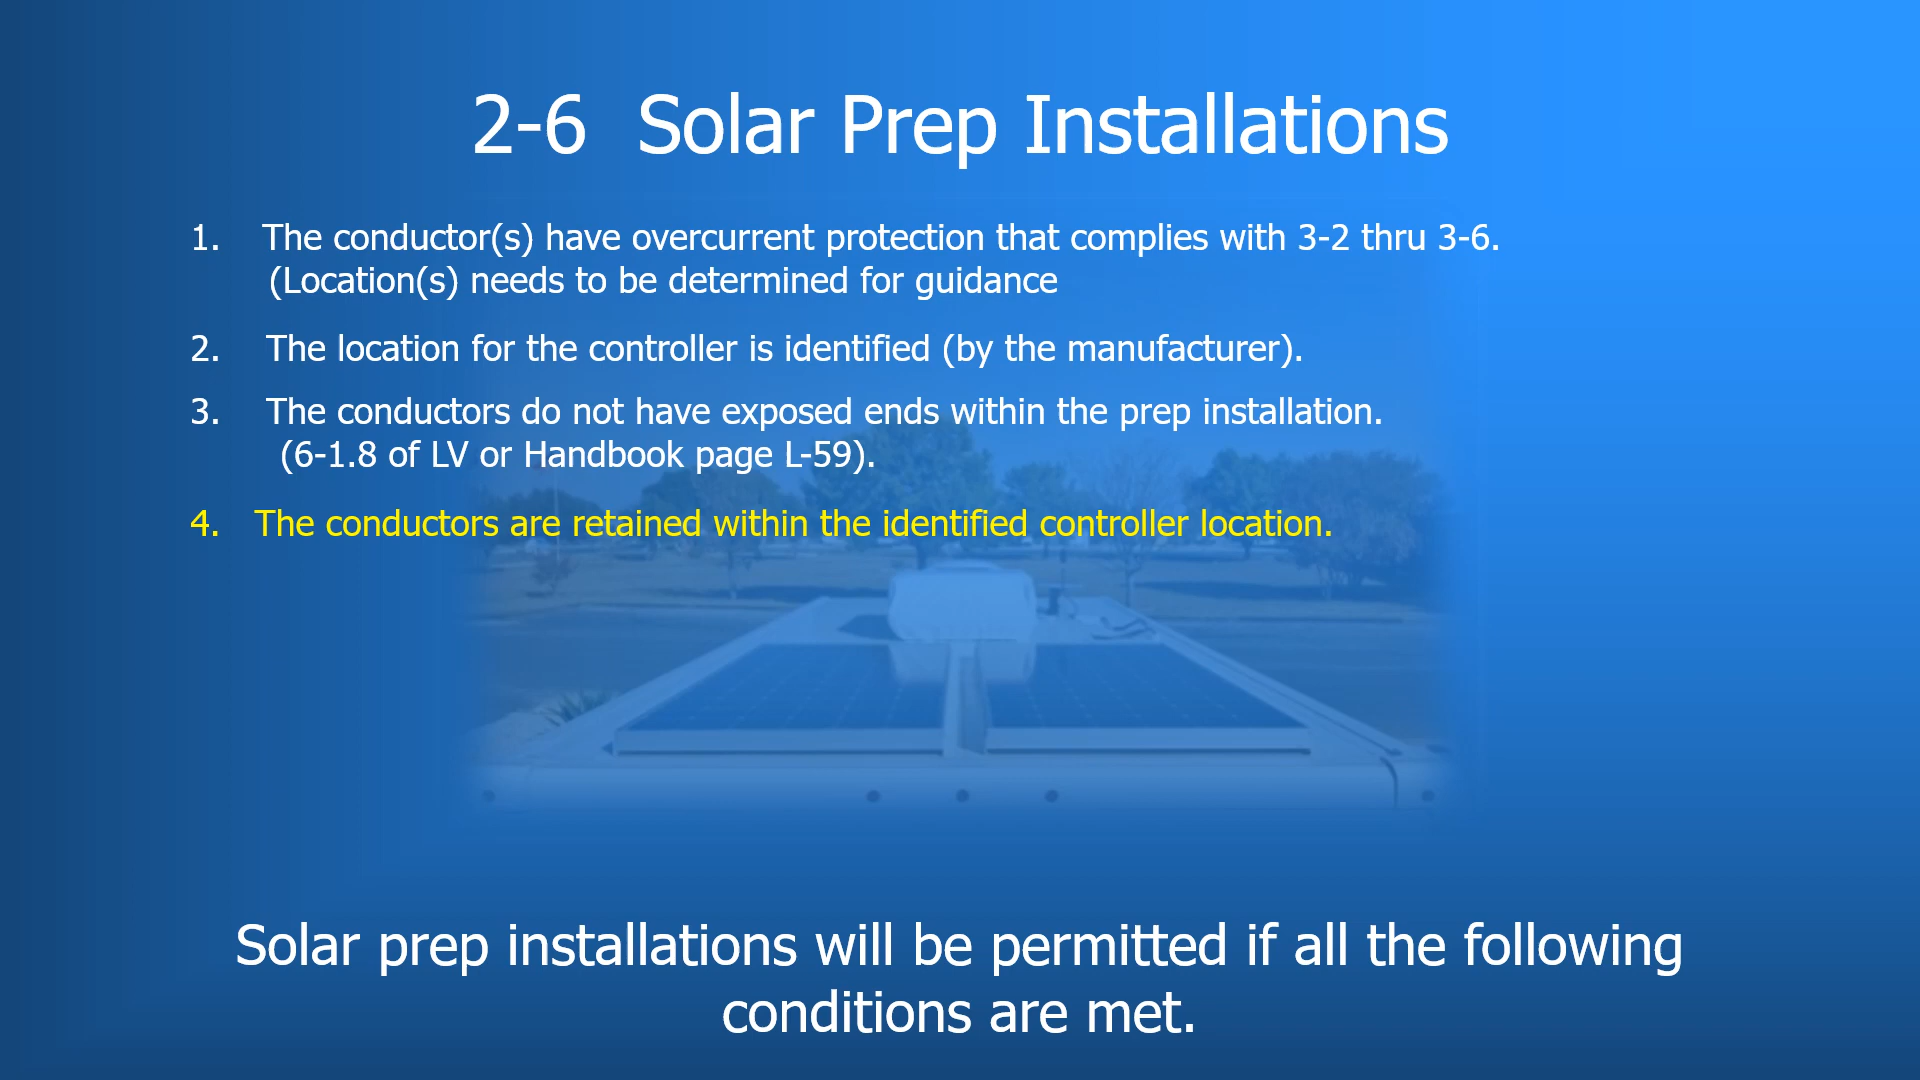 2-6 Solar Prep Installations
1. The conductor(s) have overcurrent protection that complies with 3-2 thru 3-6.
(Location(s) needs to be determined for guidance
2. The location for the controller is identified (by the manufacturer).
3. The conductors do not have exposed ends within the prep installation.
(6-1.8 of LV or Handbook page L-59).
4. The conductors are retained within the identified controller location.
Solar prep installations will be permitted if all the following
conditions are met.